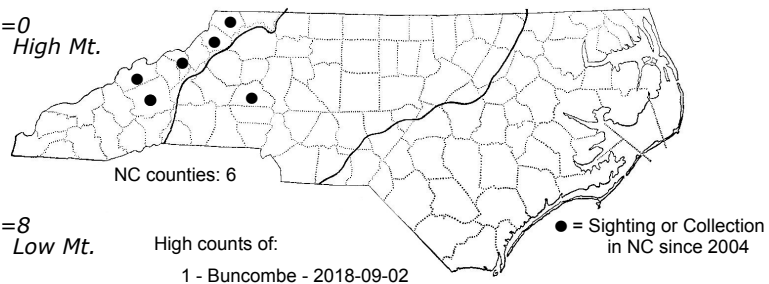 =0
High Mt.
NC counties: 6
=8
Low Mt.
High counts of:
1 - Buncombe - 2018-09-02
● = Sighting or Collection
in NC since 2004